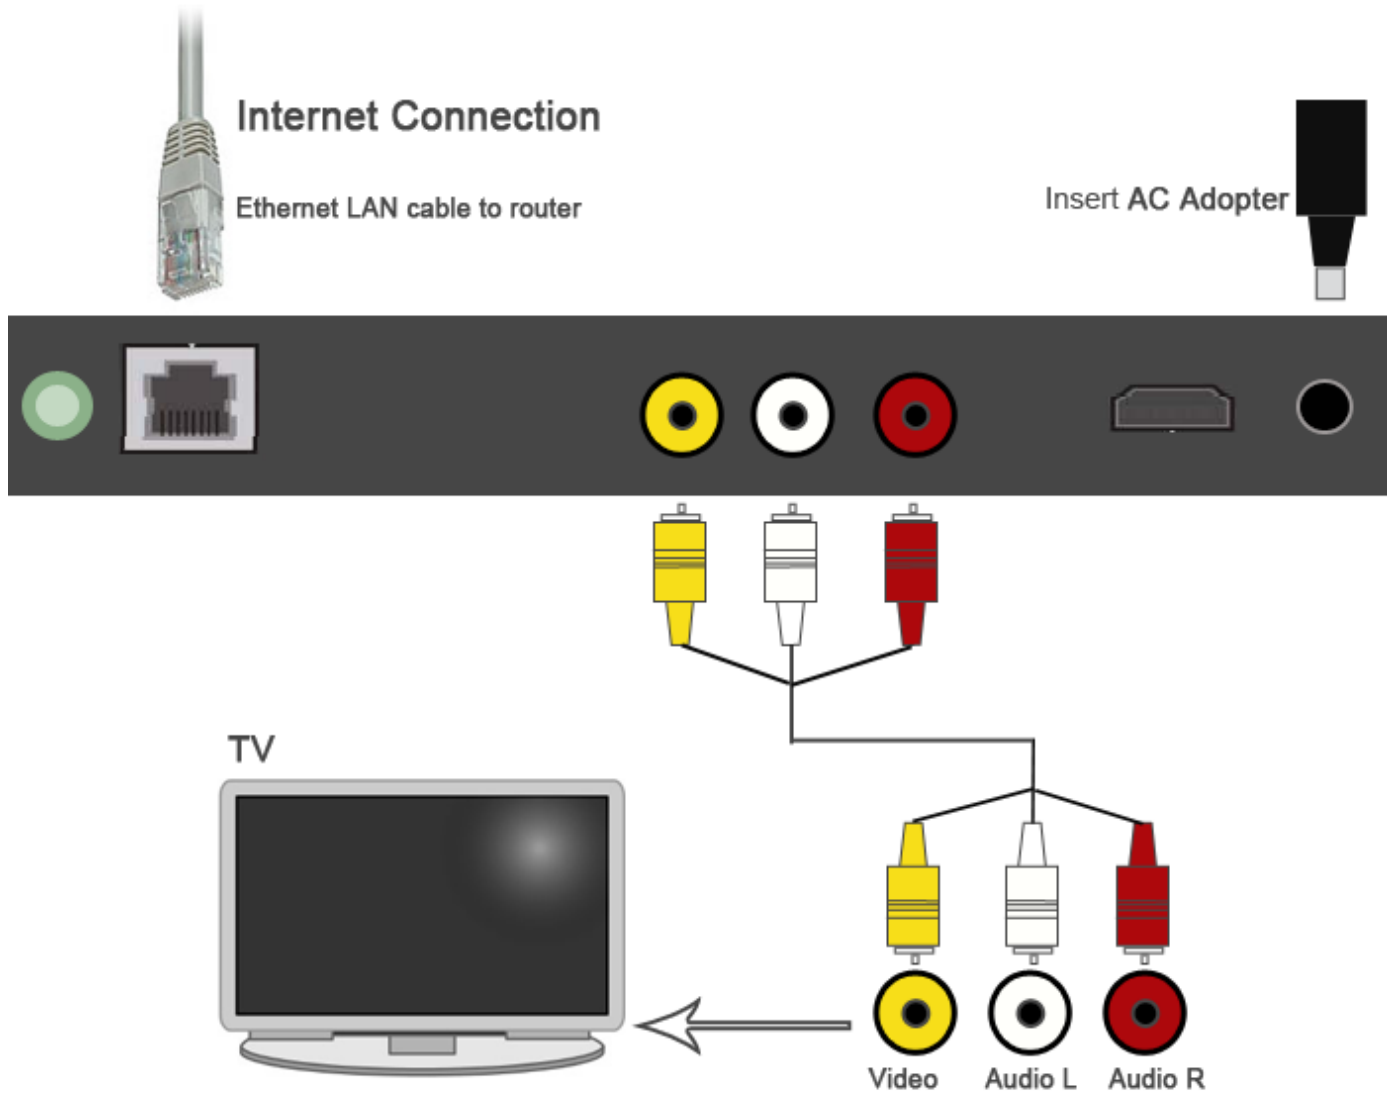 Internet Connection
Ethernet LAN cable to router
Insert AC Adopter
TV
Video
Audio L
Audio R